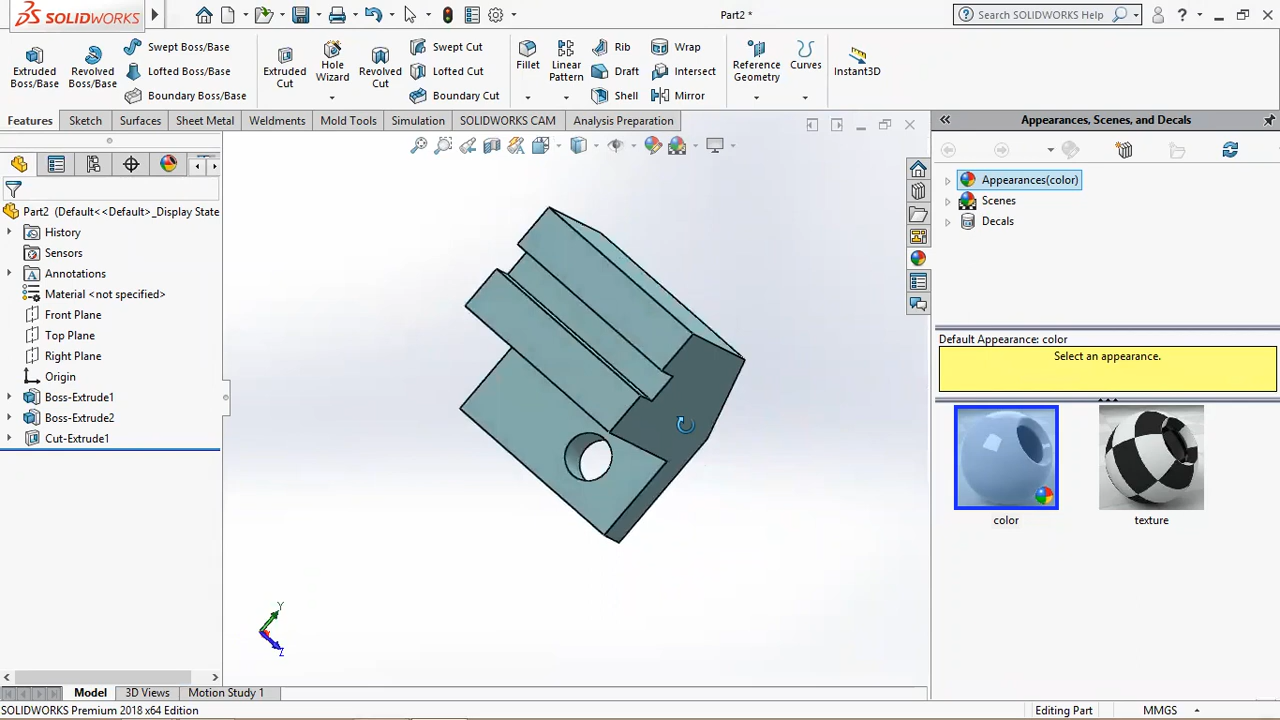 SOLIDWORKS
Part2 *
Search SOLIDWORKS Help
Extruded Boss/Base
Revolved Boss/Base
Swept Boss/Base
Lofted Boss/Base
Boundary Boss/Base
Extruded Cut
Hole Wizard
Revolved Cut
Swept Cut
Lofted Cut
Boundary Cut
Fillet
Linear Pattern
Rib
Draft
Shell
Wrap
Intersect
Mirror
Reference Geometry
Curves
Instant3D
Features
Sketch
Surfaces
Sheet Metal
Weldments
Mold Tools
Simulation
SOLIDWORKS CAM
Analysis Preparation
Appearances, Scenes, and Decals
Part2 (Default<<Default>_Display State
History
Sensors
Annotations
Material <not specified>
Front Plane
Top Plane
Right Plane
Origin
Boss-Extrude1
Boss-Extrude2
Cut-Extrude1
Appearances(color)
Scenes
Decals
Default Appearance: color
Select an appearance.
color
texture
Y
Z
Model
3D Views
Motion Study 1
SOLIDWORKS Premium 2018 x64 Edition
Editing Part
MMGS